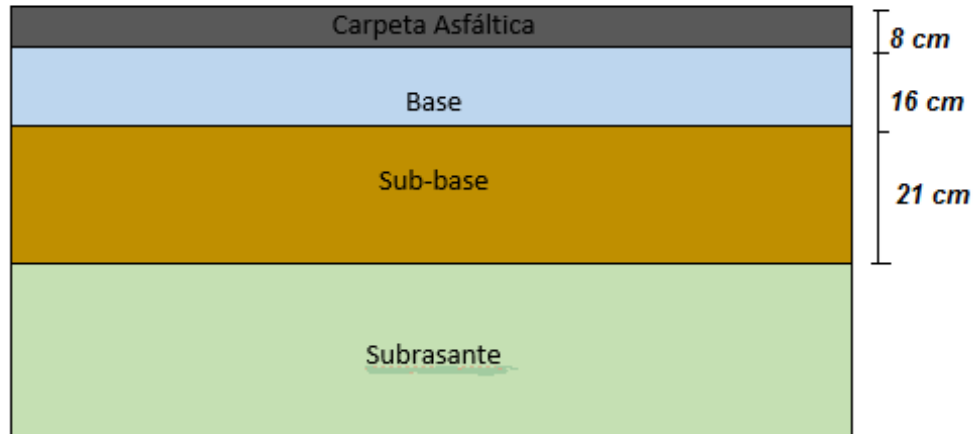 Carpeta Asfáltica
8 cm
Base
16 cm
Sub-base
21 cm
Subrasante